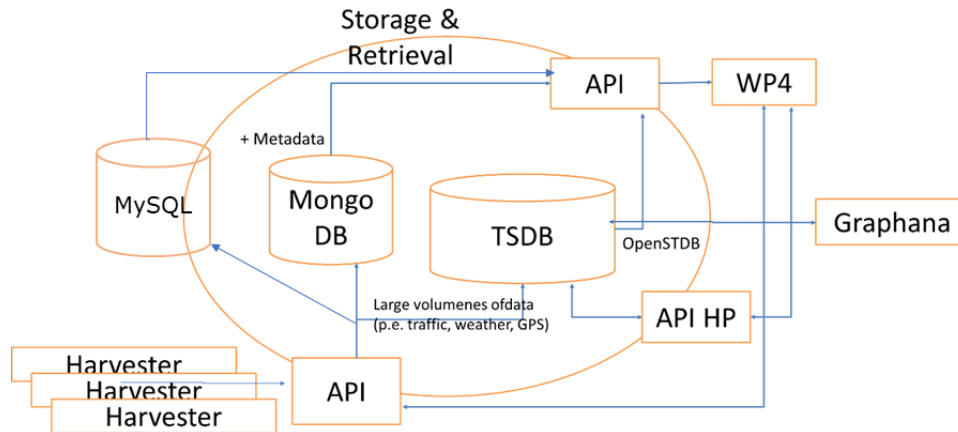 Storage &
Retrieval
API
WP4
+ Metadata
MySQL
Mongo
DB
TSDB
OpenSTDB
Graphana
Large volumenes ofdata
(p.e. traffic, weather, GPS)
API HP
Harvester
Harvester
Harvester
API